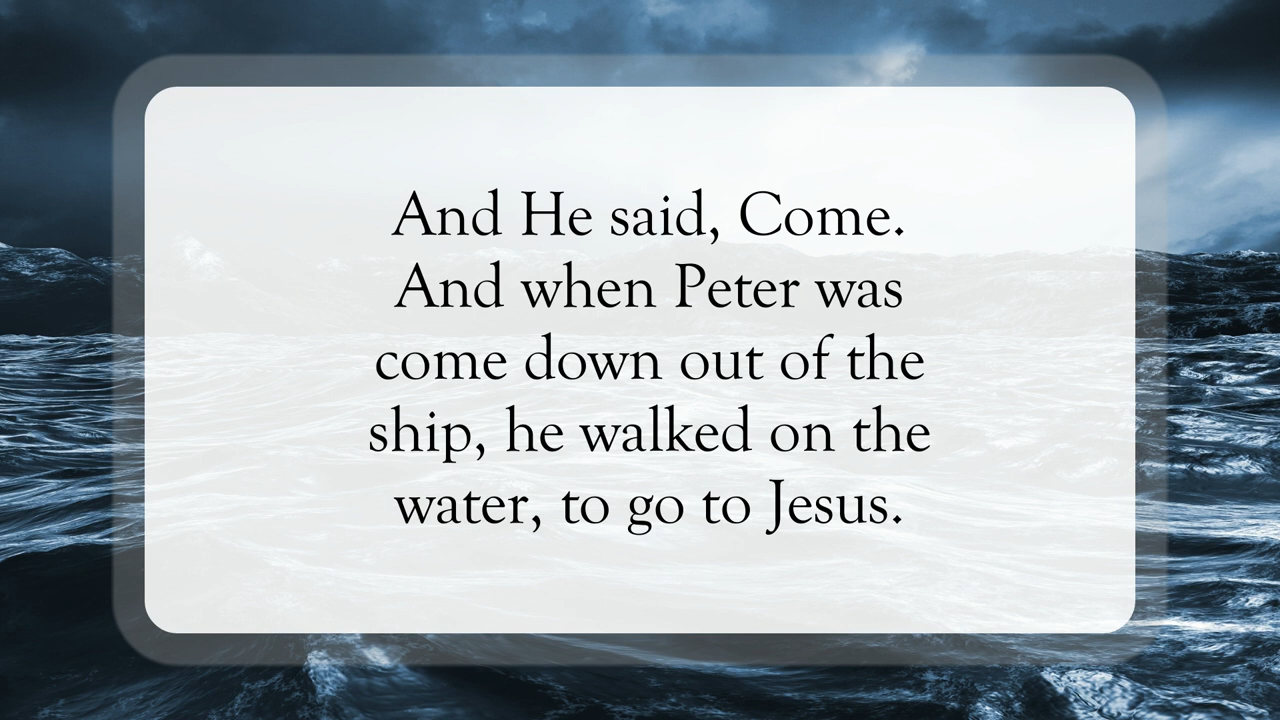 And He said, Come.
And when Peter was
come down out of the
ship, he walked on the
water, to go to Jesus.